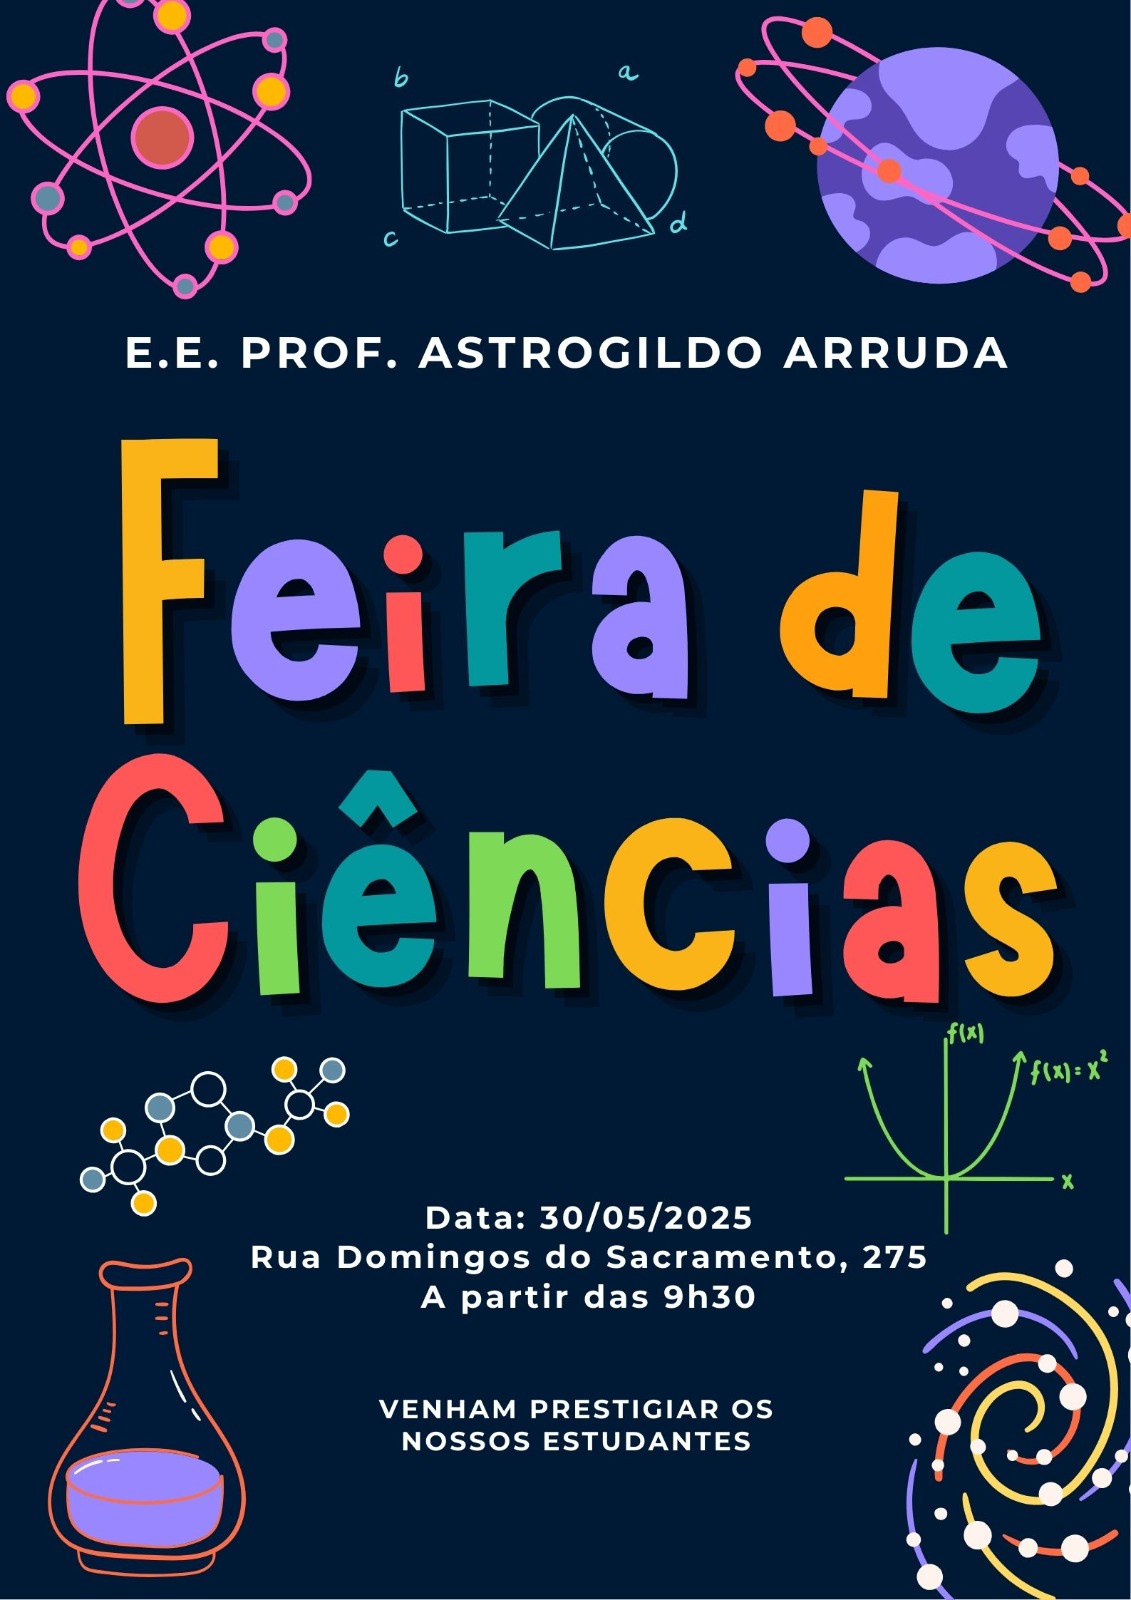 b
a
c
d
E.E. PROF. ASTROGILDO ARRUDA
Feira de
Ciências
f(x)
f(x)=x²
x
Data: 30/05/2025
Rua Domingos do Sacramento, 275
A partir das 9h30
VENHAM PRESTIGIAR OS
NOSSOS ESTUDANTES